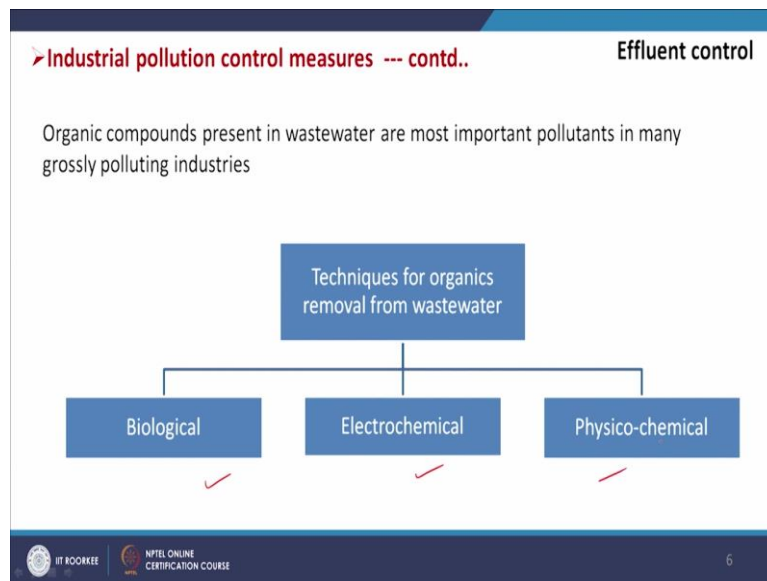 ➢Industrial pollution control measures --- contd..
Effluent control
Organic compounds present in wastewater are most important pollutants in many
grossly polluting industries
Techniques for organics
removal from wastewater
Biological
Electrochemical
Physico-chemical
IIT ROORKEE
NPTEL ONLINE
CERTIFICATION COURSE
6